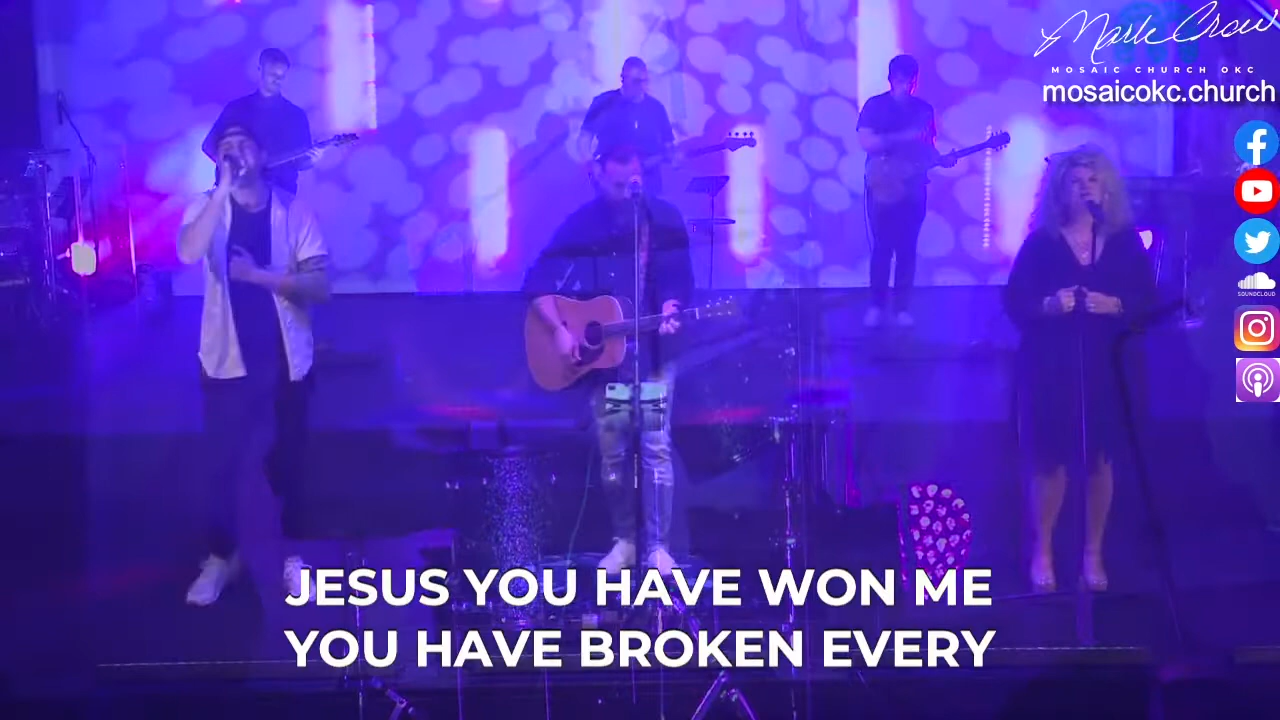 Mark Crow
MOSAIC CHURCH OKC
mosaicokc.church
SOUNDCLOUD
JESUS YOU HAVE WON ME
YOU HAVE BROKEN EVERY